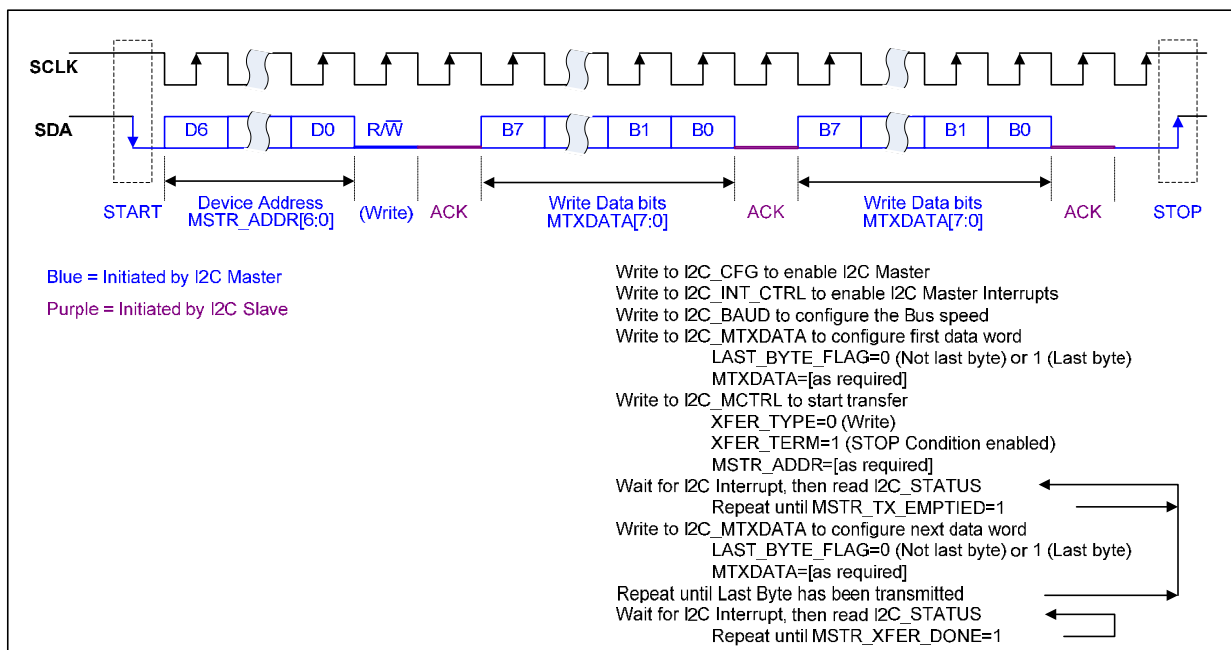 SCLK
SDA
D6 D0 R/W̅ B7 B1 B0 B7 B1 B0
START Device Address (Write) ACK Write Data bits ACK Write Data bits ACK STOP
MSTR_ADDR[6:0] MTXDATA[7:0] MTXDATA[7:0]
Blue = Initiated by I2C Master
Purple = Initiated by I2C Slave
Write to I2C_CFG to enable I2C Master
Write to I2C_INT_CTRL to enable I2C Master Interrupts
Write to I2C_BAUD to configure the Bus speed
Write to I2C_MTXDATA to configure first data word
LAST_BYTE_FLAG=0 (Not last byte) or 1 (Last byte)
MTXDATA=[as required]
Write to I2C_MCTRL to start transfer
XFER_TYPE=0 (Write)
XFER_TERM=1 (STOP Condition enabled)
MSTR_ADDR=[as required]
Wait for I2C Interrupt, then read I2C_STATUS
Repeat until MSTR_TX_EMPTIED=1
Write to I2C_MTXDATA to configure next data word
LAST_BYTE_FLAG=0 (Not last byte) or 1 (Last byte)
MTXDATA=[as required]
Repeat until Last Byte has been transmitted
Wait for I2C Interrupt, then read I2C_STATUS
Repeat until MSTR_XFER_DONE=1